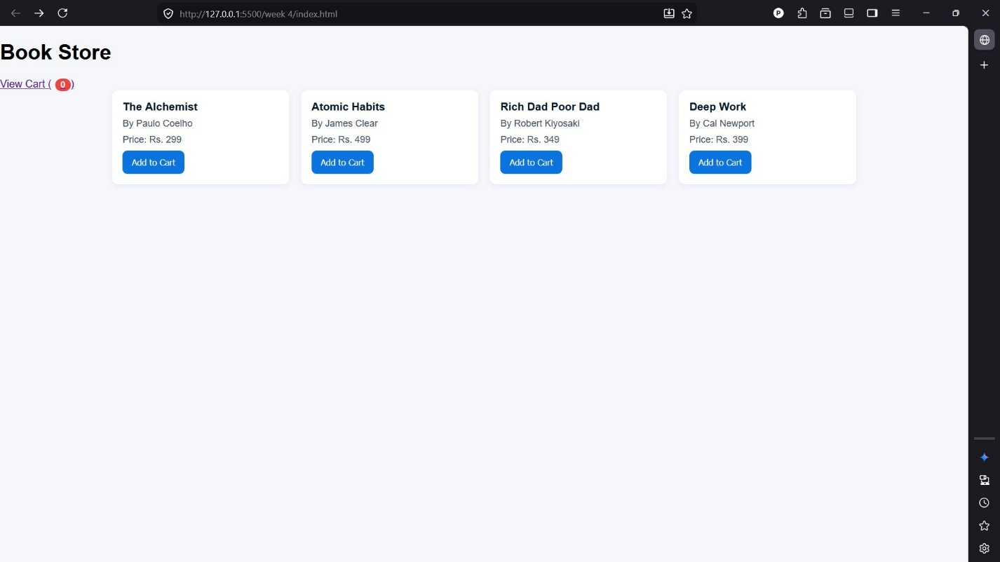 http://127.0.0.1:5500/week 4/index.html
P
Book Store
View Cart ( 0)
The Alchemist
By Paulo Coelho
Price: Rs. 299
Add to Cart
Atomic Habits
By James Clear
Price: Rs. 499
Add to Cart
Rich Dad Poor Dad
By Robert Kiyosaki
Price: Rs. 349
Add to Cart
Deep Work
By Cal Newport
Price: Rs. 399
Add to Cart